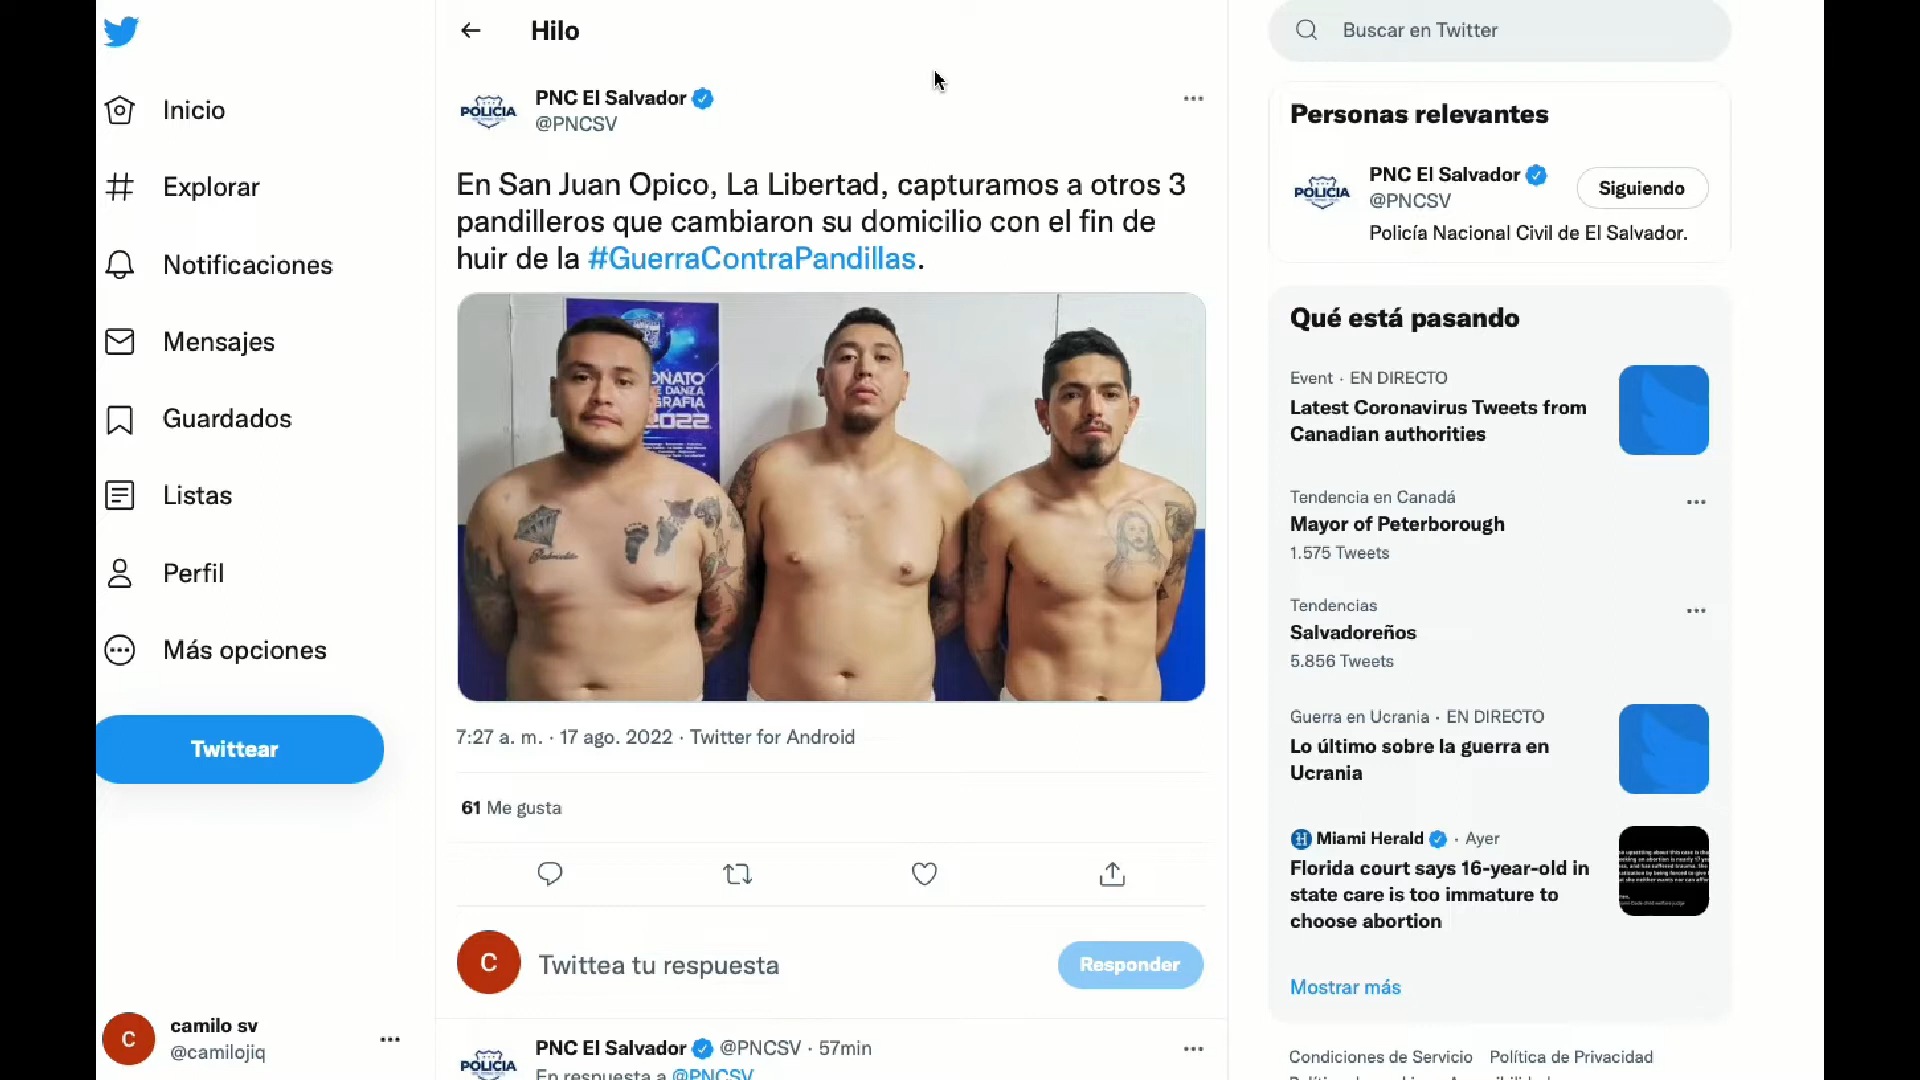 Hilo
Buscar en Twitter
Inicio
Explorar
Notificaciones
Mensajes
Guardados
Listas
Perfil
Más opciones
Twittear
camilo sv
@camilojiq
POLICIA
PNC El Salvador
@PNCSV
En San Juan Opico, La Libertad, capturamos a otros 3
pandilleros que cambiaron su domicilio con el fin de
huir de la #GuerraContraPandillas.
DANZA
2022
7:27 a. m. · 17 ago. 2022 · Twitter for Android
61 Me gusta
C
Twittea tu respuesta
Responder
POLICIA
PNC El Salvador @PNCSV · 57min
En respuesta a @PNCSV
C
Personas relevantes
POLICIA
PNC El Salvador
@PNCSV
Siguiendo
Policía Nacional Civil de El Salvador.
Qué está pasando
Event · EN DIRECTO
Latest Coronavirus Tweets from
Canadian authorities
Tendencia en Canadá
Mayor of Peterborough
1.575 Tweets
Tendencias
Salvadoreños
5.856 Tweets
Guerra en Ucrania · EN DIRECTO
Lo último sobre la guerra en
Ucrania
Miami Herald · Ayer
Florida court says 16-year-old in
state care is too immature to
choose abortion
Mostrar más
Condiciones de Servicio Política de Privacidad